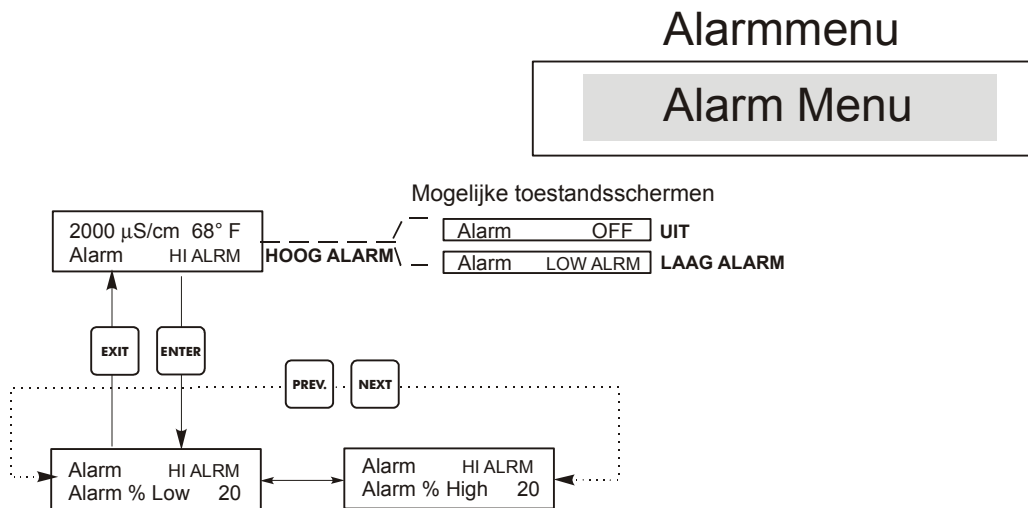 Alarmmenu
Alarm Menu
Mogelijke toestandsschermen
2000 µS/cm 68° F
Alarm HI ALRM
HOOG ALARM
Alarm OFF UIT
Alarm LOW ALRM LAAG ALARM
EXIT
ENTER
PREV.
NEXT
Alarm HI ALRM
Alarm % Low 20
Alarm HI ALRM
Alarm % High 20